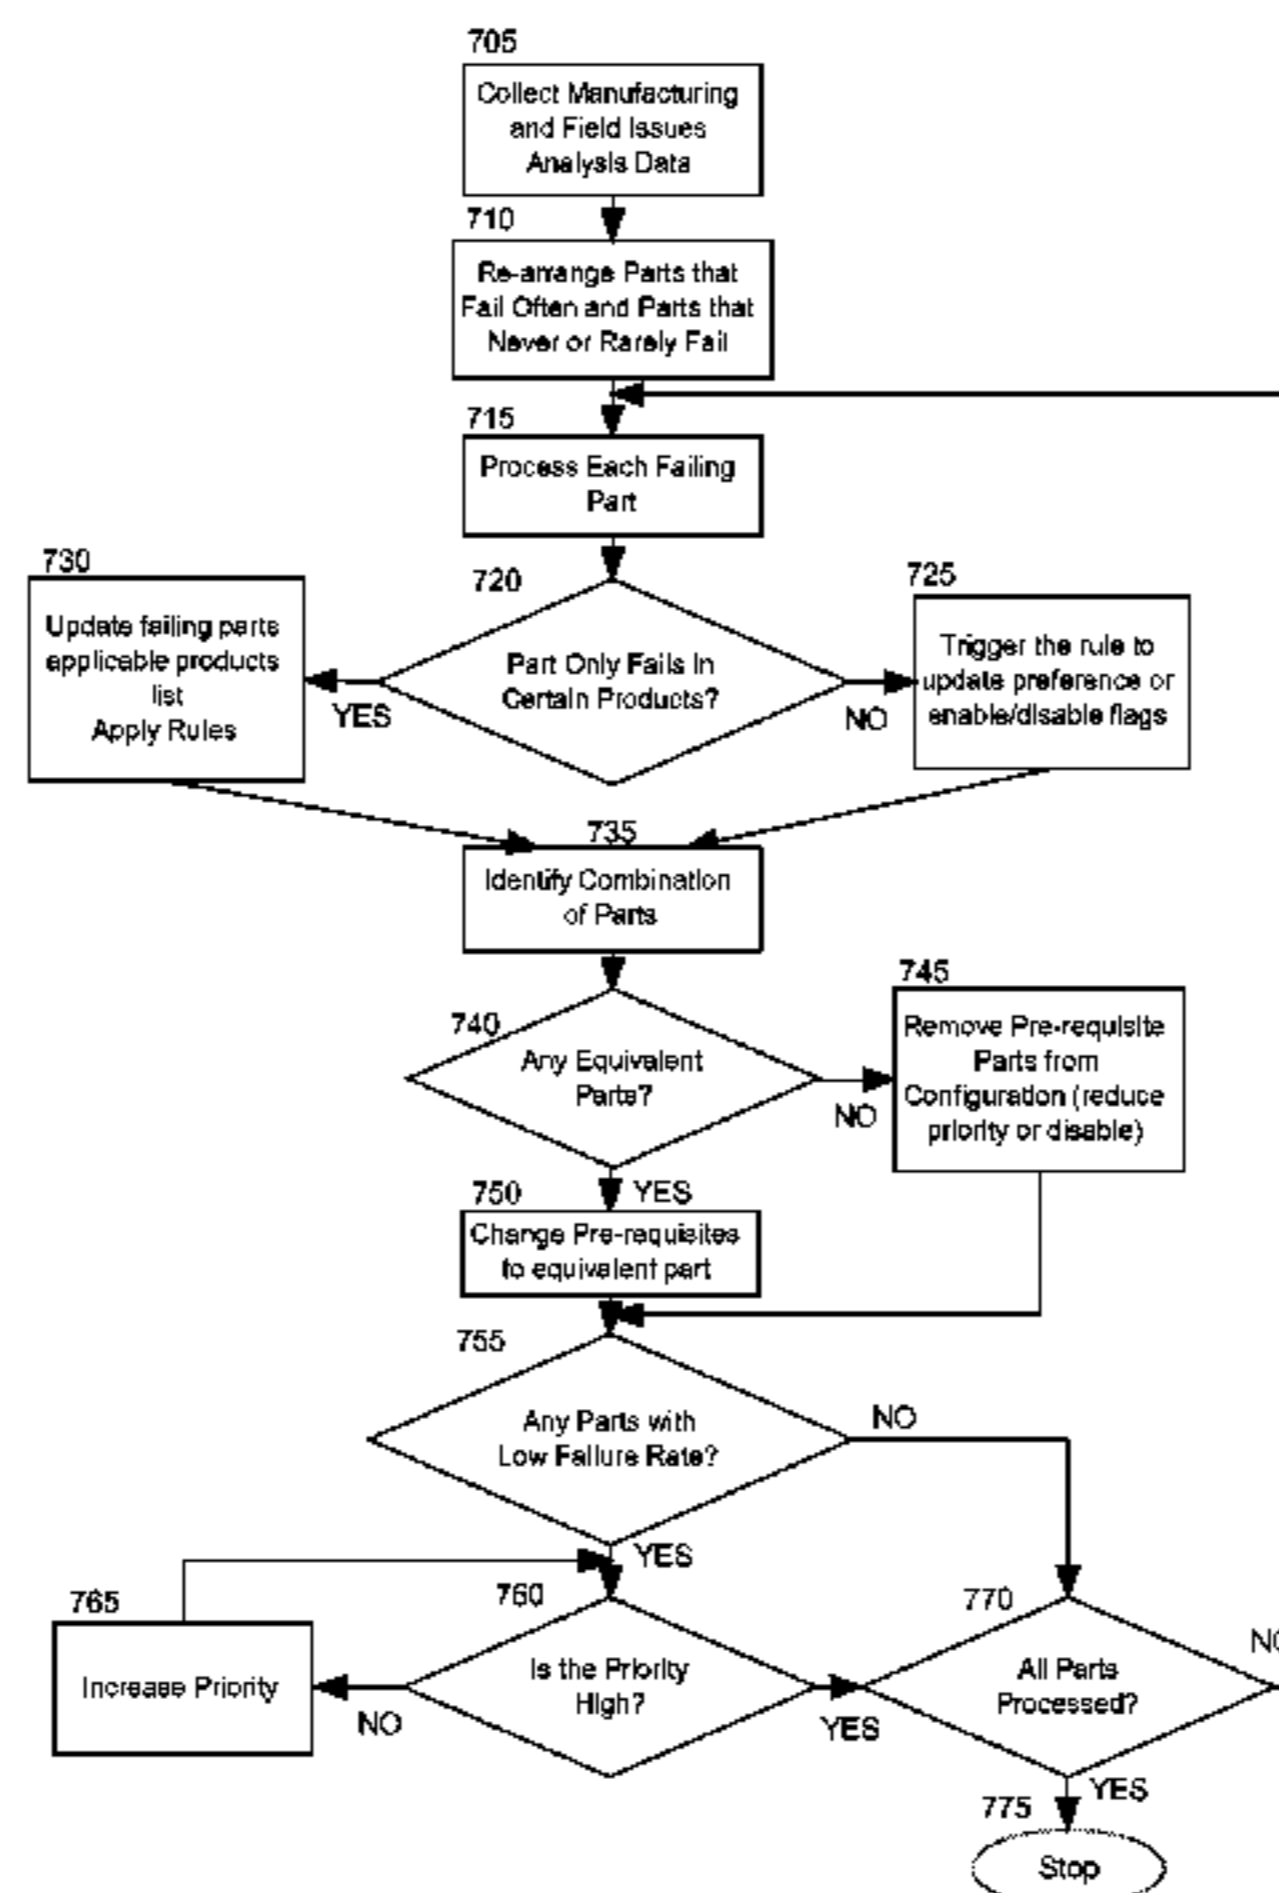 705
Collect Manufacturing
and Field Issues
Analysis Data
710
Re-arrange Parts that
Fail Often and Parts that
Never or Rarely Fail
715
Process Each Failing
Part
730
Update failing parts
applicable products
list
Apply Rules
720
Part Only Fails In
Certain Products?
YES
NO
725
Trigger the rule to
update preference or
enable/disable flags
735
Identify Combination
of Parts
740
Any Equivalent
Parts?
NO
745
Remove Pre-requisite
Parts from
Configuration (reduce
priority or disable)
YES
750
Change Pre-requisites
to equivalent part
755
Any Parts with
Low Failure Rate?
NO
YES
765
Increase Priority
760
Is the Priority
High?
NO
YES
770
All Parts
Processed?
NO
YES
775
Stop